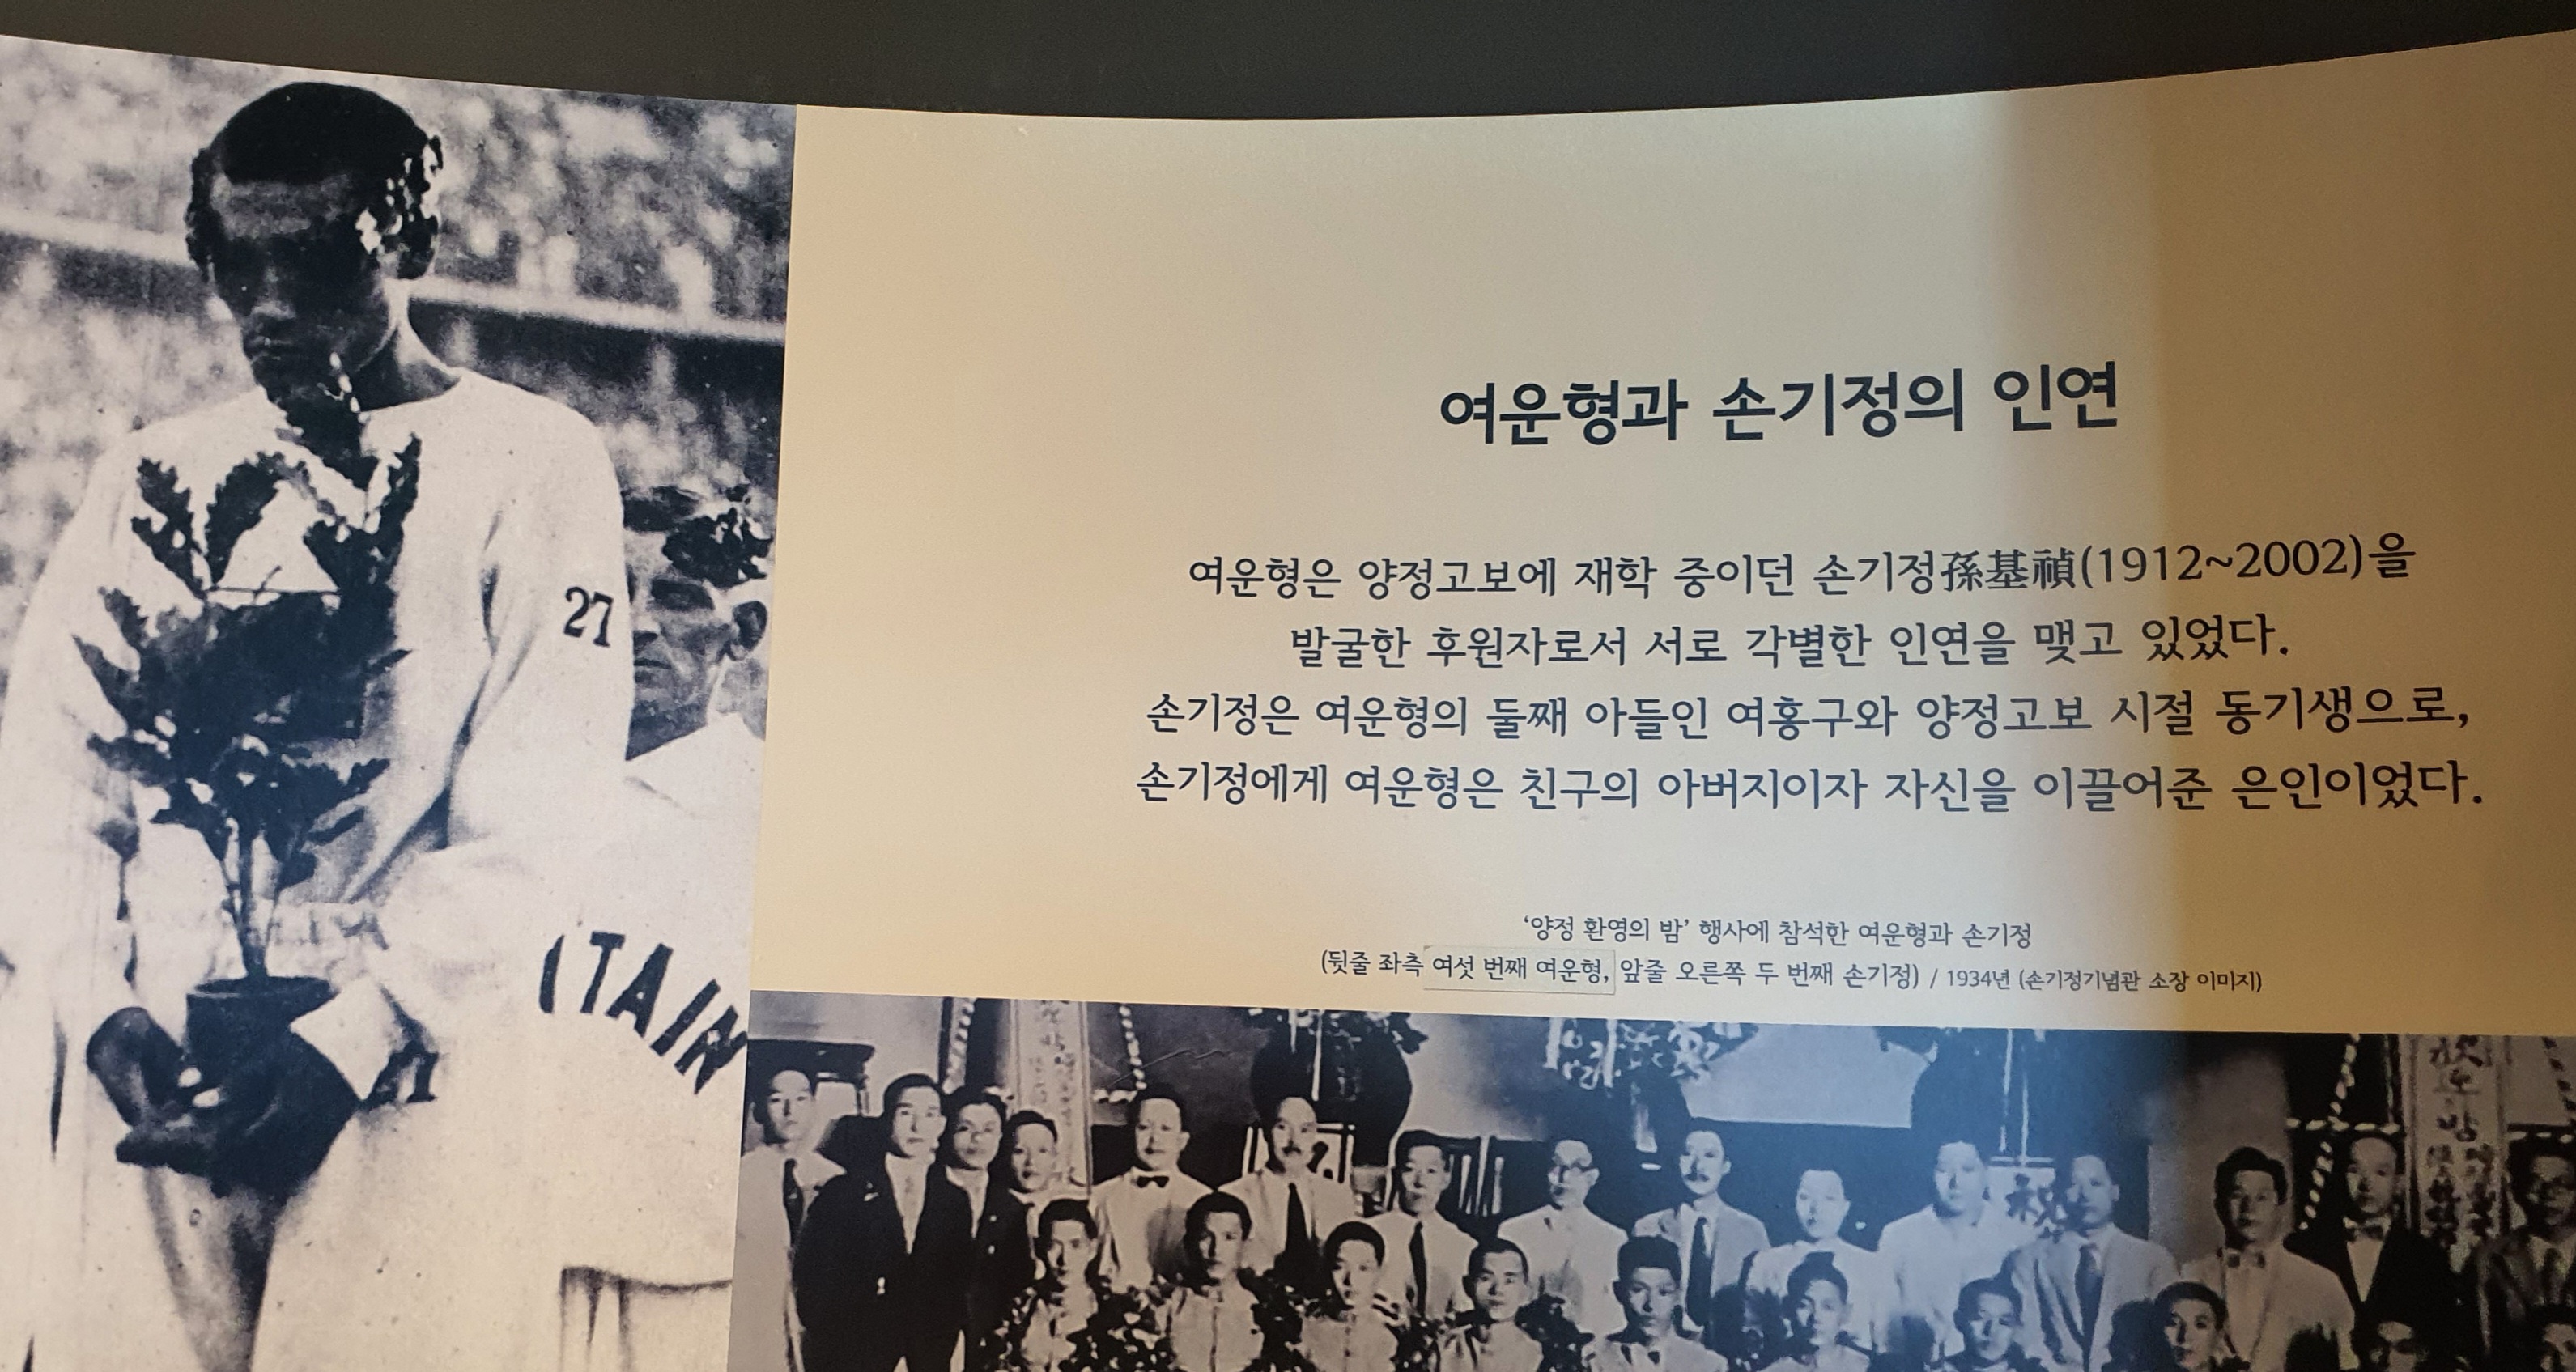 여운형과 손기정의 인연
여운형은 양정고보에 재학 중이던 손기정孫基禎(1912~2002)을
발굴한 후원자로서 서로 각별한 인연을 맺고 있었다.
손기정은 여운형의 둘째 아들인 여홍구와 양정고보 시절 동기생으로,
손기정에게 여운형은 친구의 아버지이자 자신을 이끌어준 은인이었다.
‘양정 환영의 밤’ 행사에 참석한 여운형과 손기정
(뒷줄 좌측 여섯 번째 여운형, 앞줄 오른쪽 두 번째 손기정) / 1934년 (손기정기념관 소장 이미지)
27
TAIN
祝